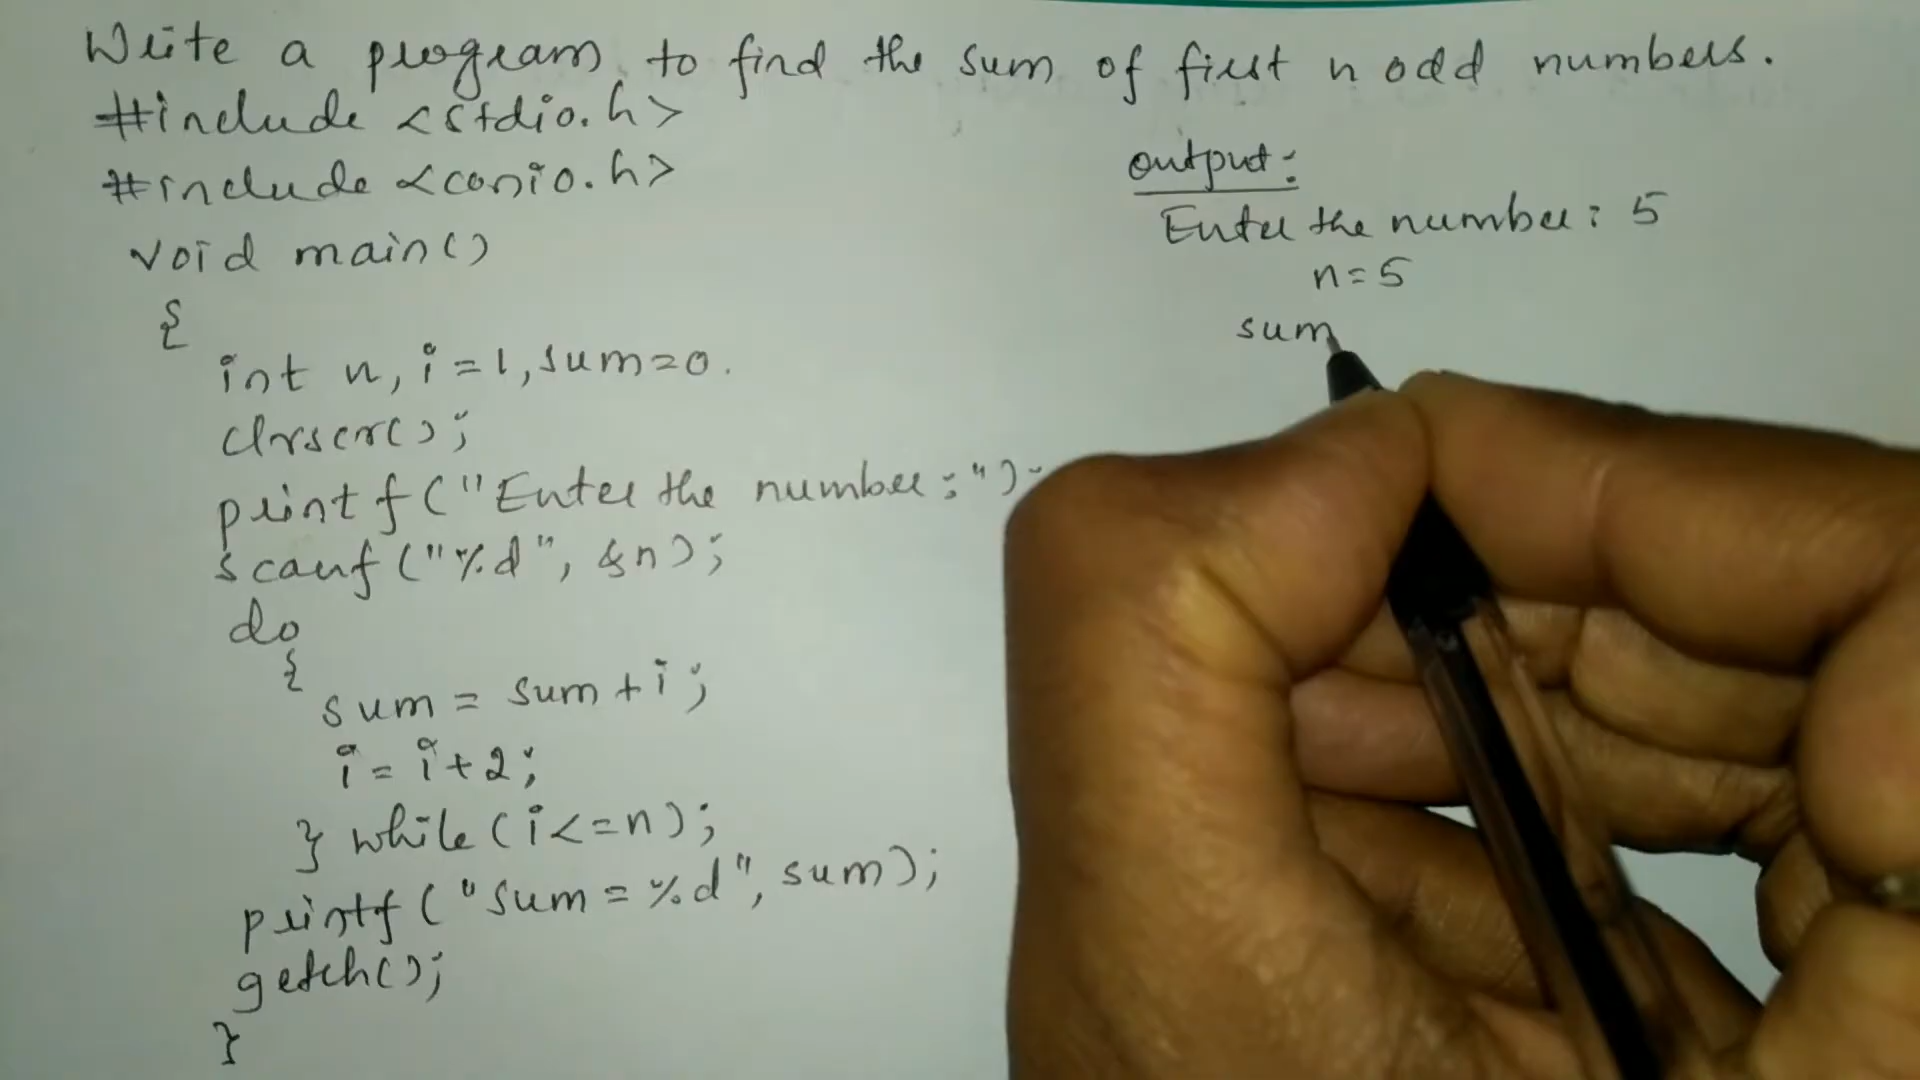 Write a program to find the sum of first n odd numbers.
#include <stdio.h>
#include <conio.h>
void main()
{
int n, i=1, sum=0.
clrscr();
printf("Enter the number:");
scanf("%d", &n);
do
{
sum = sum+i;
i = i+2;
} while (i<=n);
printf("sum = %d", sum);
getch();
}
output:
Enter the number: 5
n=5
sum